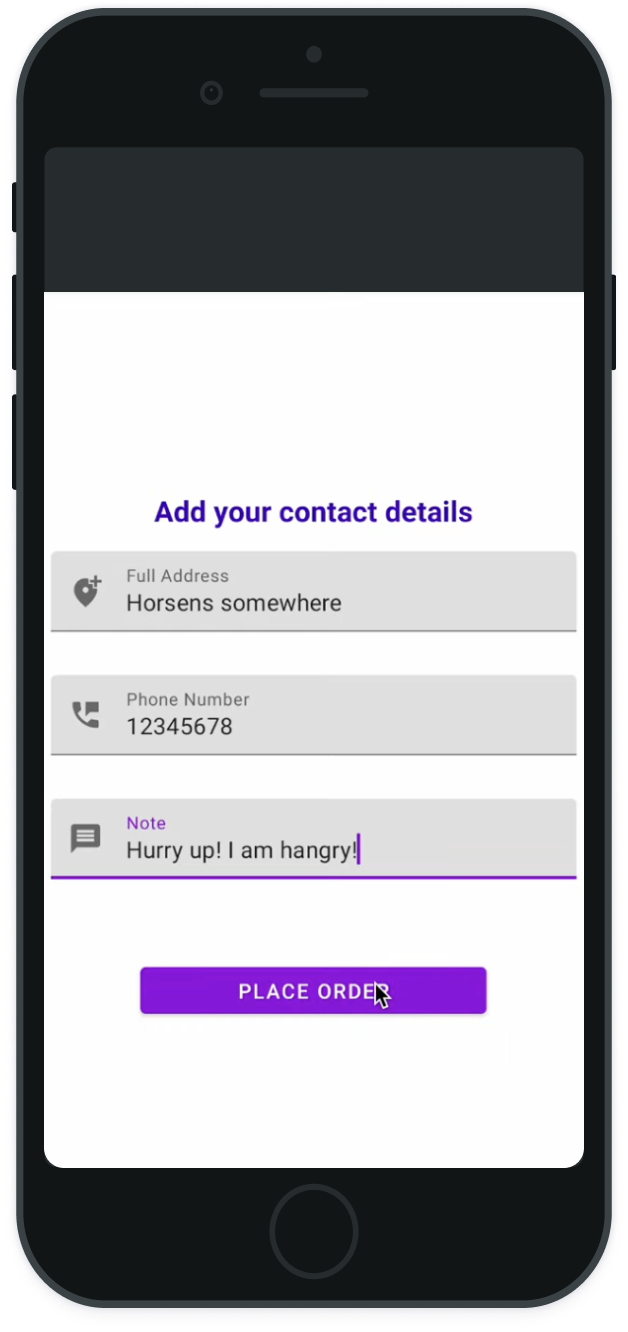 Add your contact details
Full Address
Horsens somewhere
Phone Number
12345678
Note
Hurry up! I am hangry!
PLACE ORDER